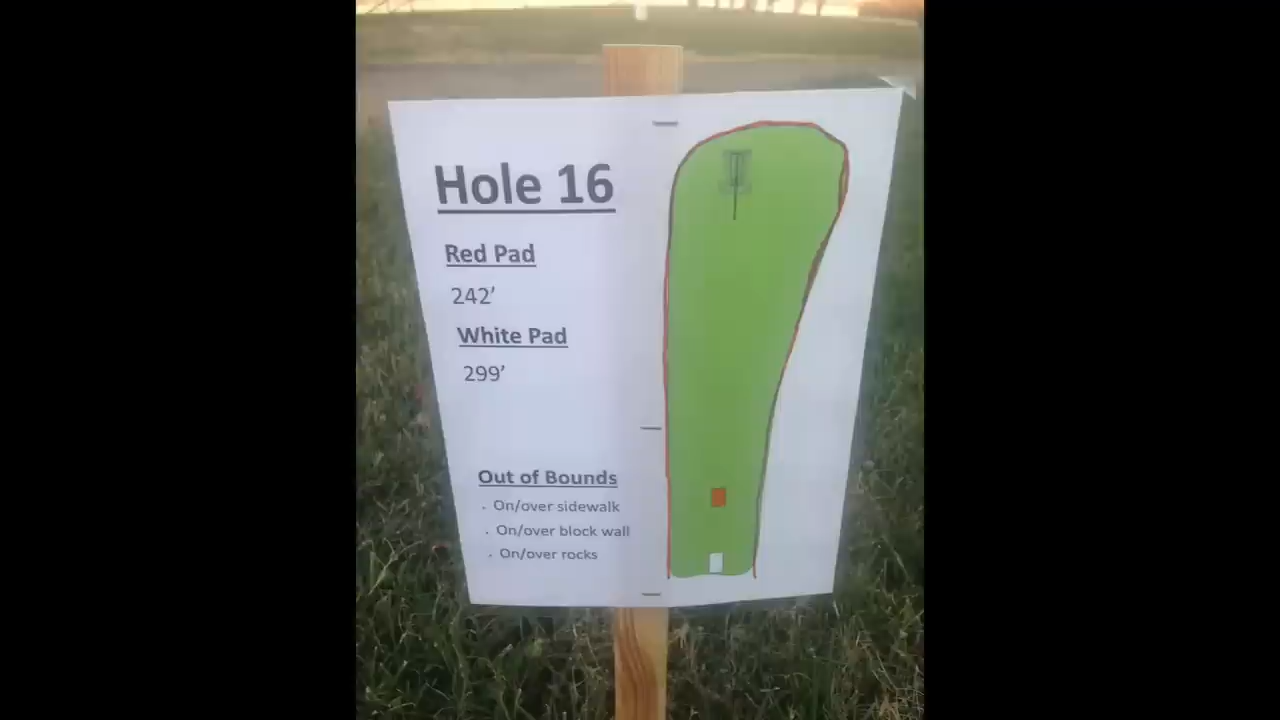 Hole 16
Red Pad
242'
White Pad
299'
Out of Bounds
. On/over sidewalk
. On/over block wall
. On/over rocks